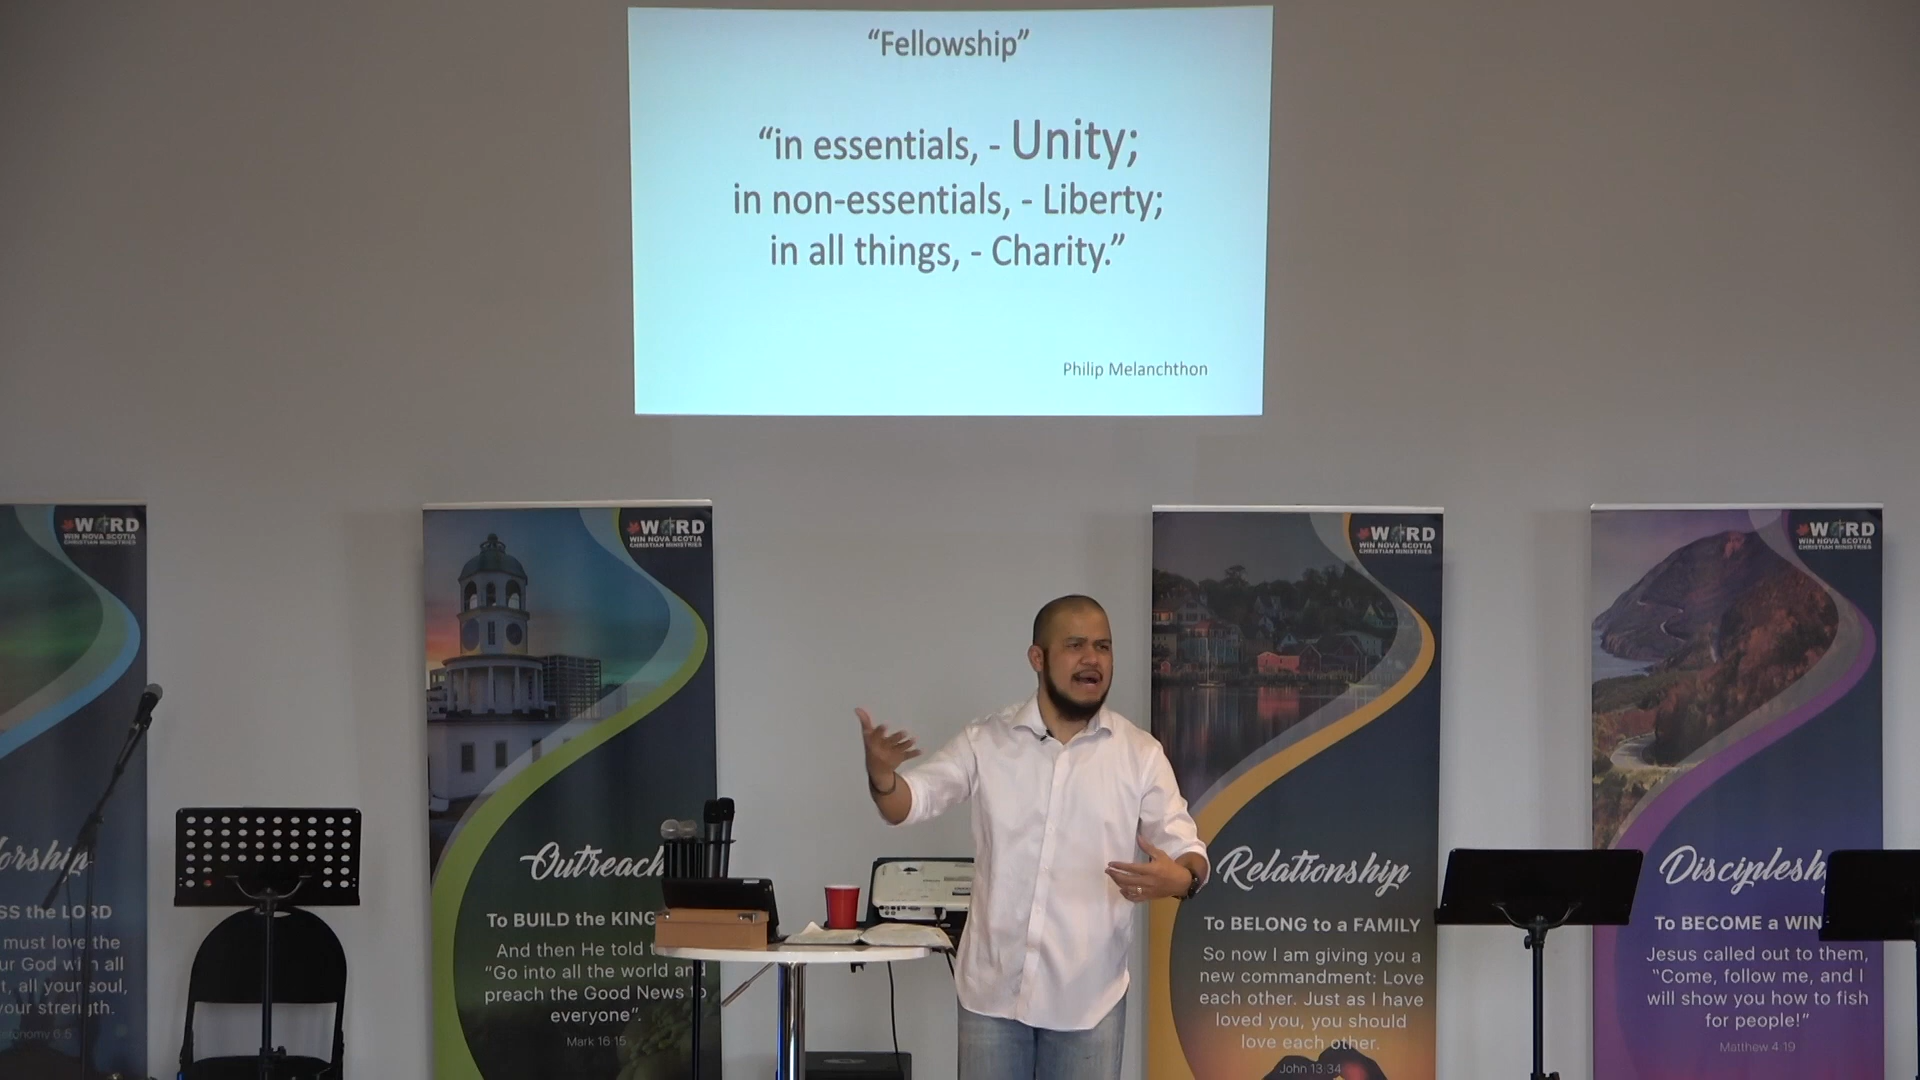 “Fellowship”
“in essentials, - Unity;
in non-essentials, - Liberty;
in all things, - Charity.”
Philip Melanchthon
WORD
WIN NOVA SCOTIA
CHRISTIAN MINISTRIES
SS the LORD
must love the
ur God with all
t, all your soul,
your strength.
WORD
WIN NOVA SCOTIA
CHRISTIAN MINISTRIES
Outreach
To BUILD the KING
And then He told t
“Go into all the world and
preach the Good News to
everyone”.
Mark 16:15
WORD
WIN NOVA SCOTIA
CHRISTIAN MINISTRIES
Relationship
To BELONG to a FAMILY
So now I am giving you a
new commandment: Love
each other. Just as I have
loved you, you should
love each other.
John 13:34
WORD
WIN NOVA SCOTIA
CHRISTIAN MINISTRIES
Disciplesh
To BECOME a WIN
Jesus called out to them,
“Come, follow me, and I
will show you how to fish
for people!”
Matthew 4:19